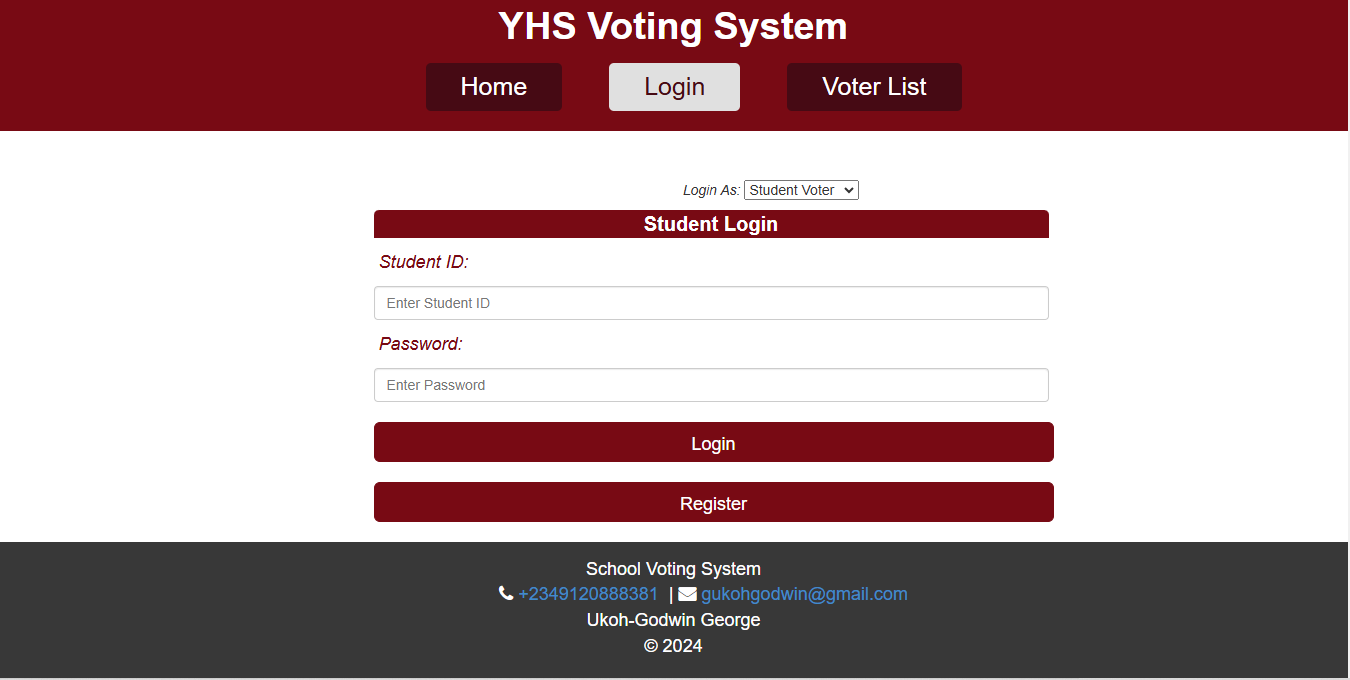 YHS Voting System
Home Login Voter List
Login As: Student Voter
Student Login
Student ID:
Enter Student ID
Password:
Enter Password
Login
Register
School Voting System
+2349120888381 | gukohgodwin@gmail.com
Ukoh-Godwin George
© 2024